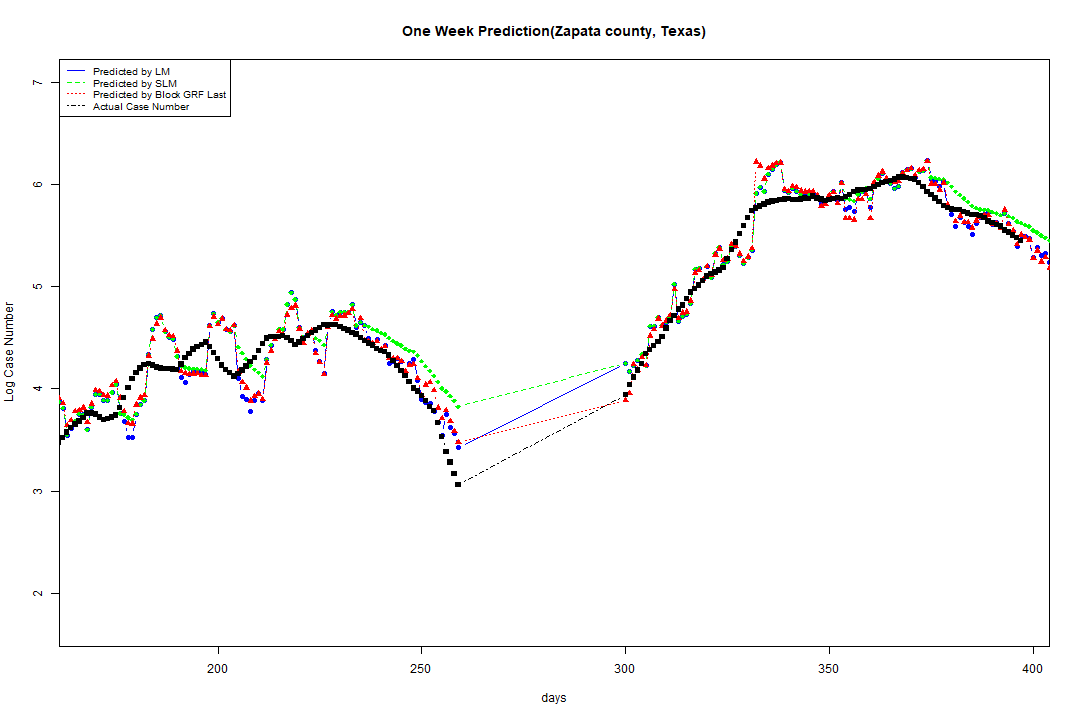 One Week Prediction(Zapata county, Texas)
Predicted by LM
Predicted by SLM
Predicted by Block GRF Last
Actual Case Number
7
6
5
4
3
2
Log Case Number
200
250
300
350
400
days